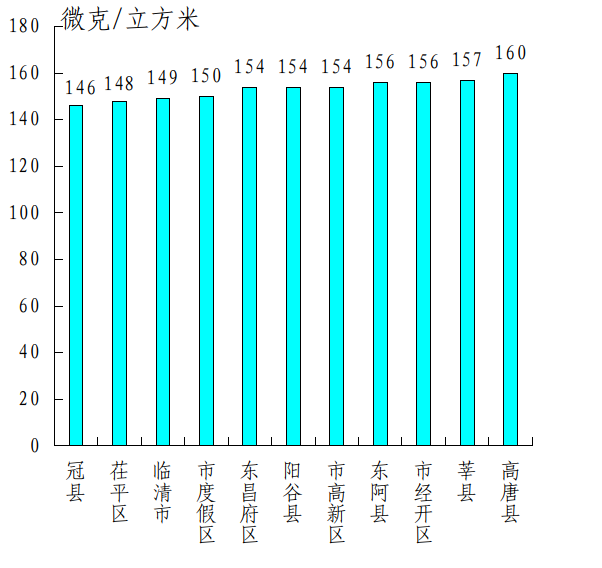 微克/立方米
180
160
140
120
100
80
60
40
20
0
146
148
149
150
154
154
154
156
156
157
160
冠县
茌平区
临清市
市度假区
东昌府区
阳谷县
市高新区
东阿县
市经开区
莘县
高唐县